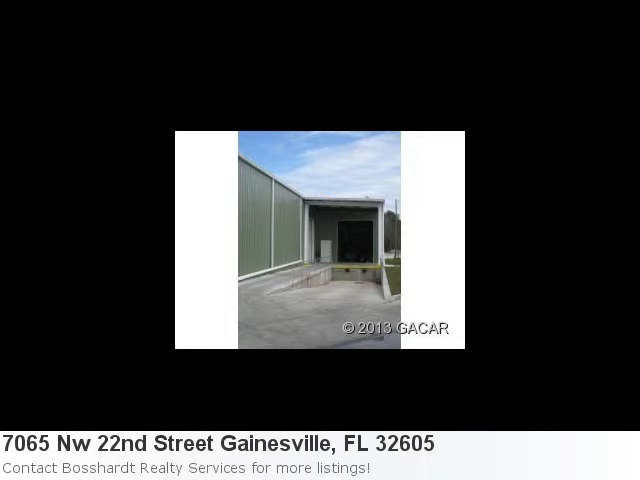 © 2013 GACAR
7065 Nw 22nd Street Gainesville, FL 32605
Contact Bosshardt Realty Services for more listings!